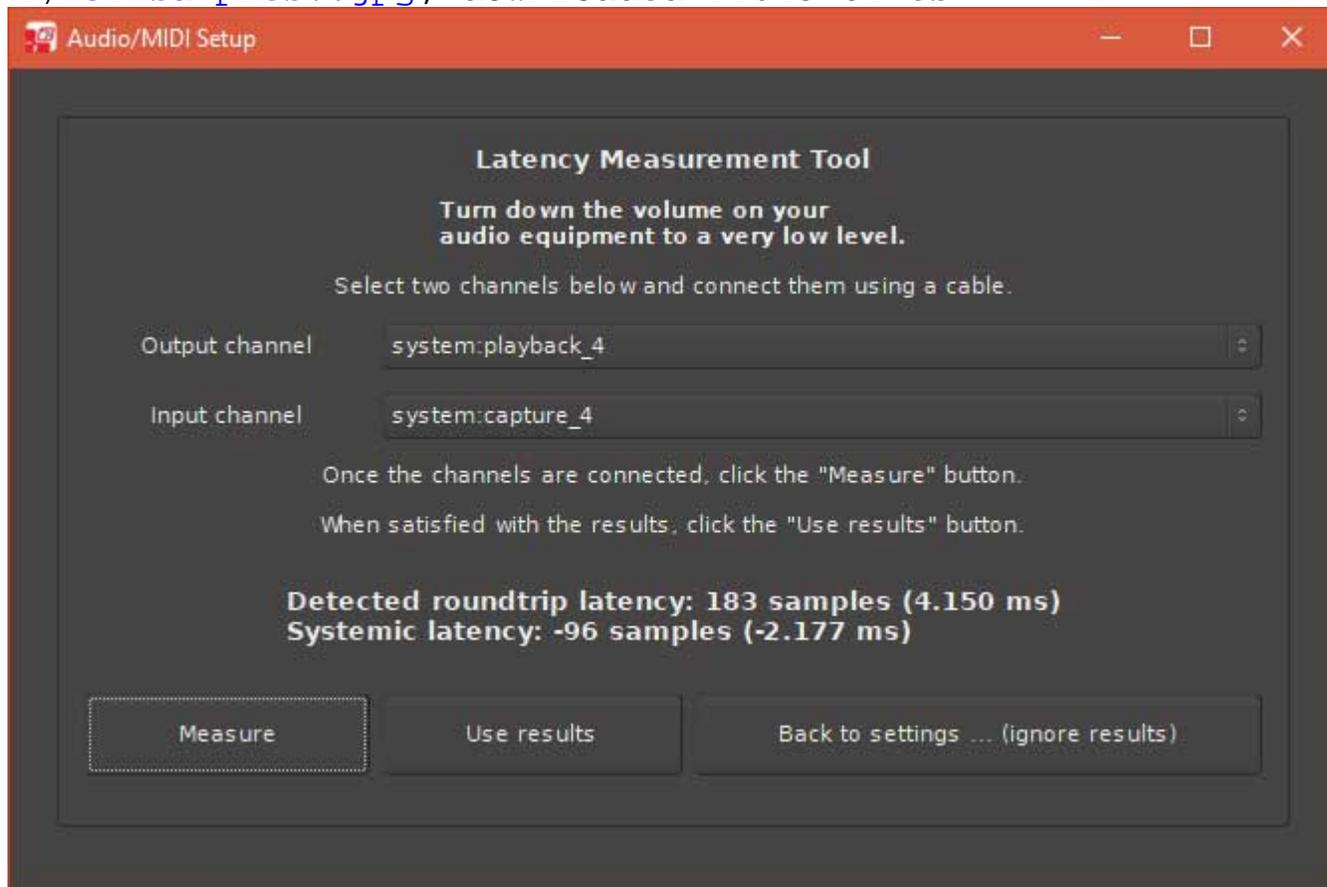 Audio/MIDI Setup
Latency Measurement Tool
Turn down the volume on your
audio equipment to a very low level.
Select two channels below and connect them using a cable.
Output channel system:playback_4
Input channel system:capture_4
Once the channels are connected, click the "Measure" button.
When satisfied with the results, click the "Use results" button.
Detected roundtrip latency: 183 samples (4.150 ms)
Systemic latency: -96 samples (-2.177 ms)
Measure Use results Back to settings ... (ignore results)